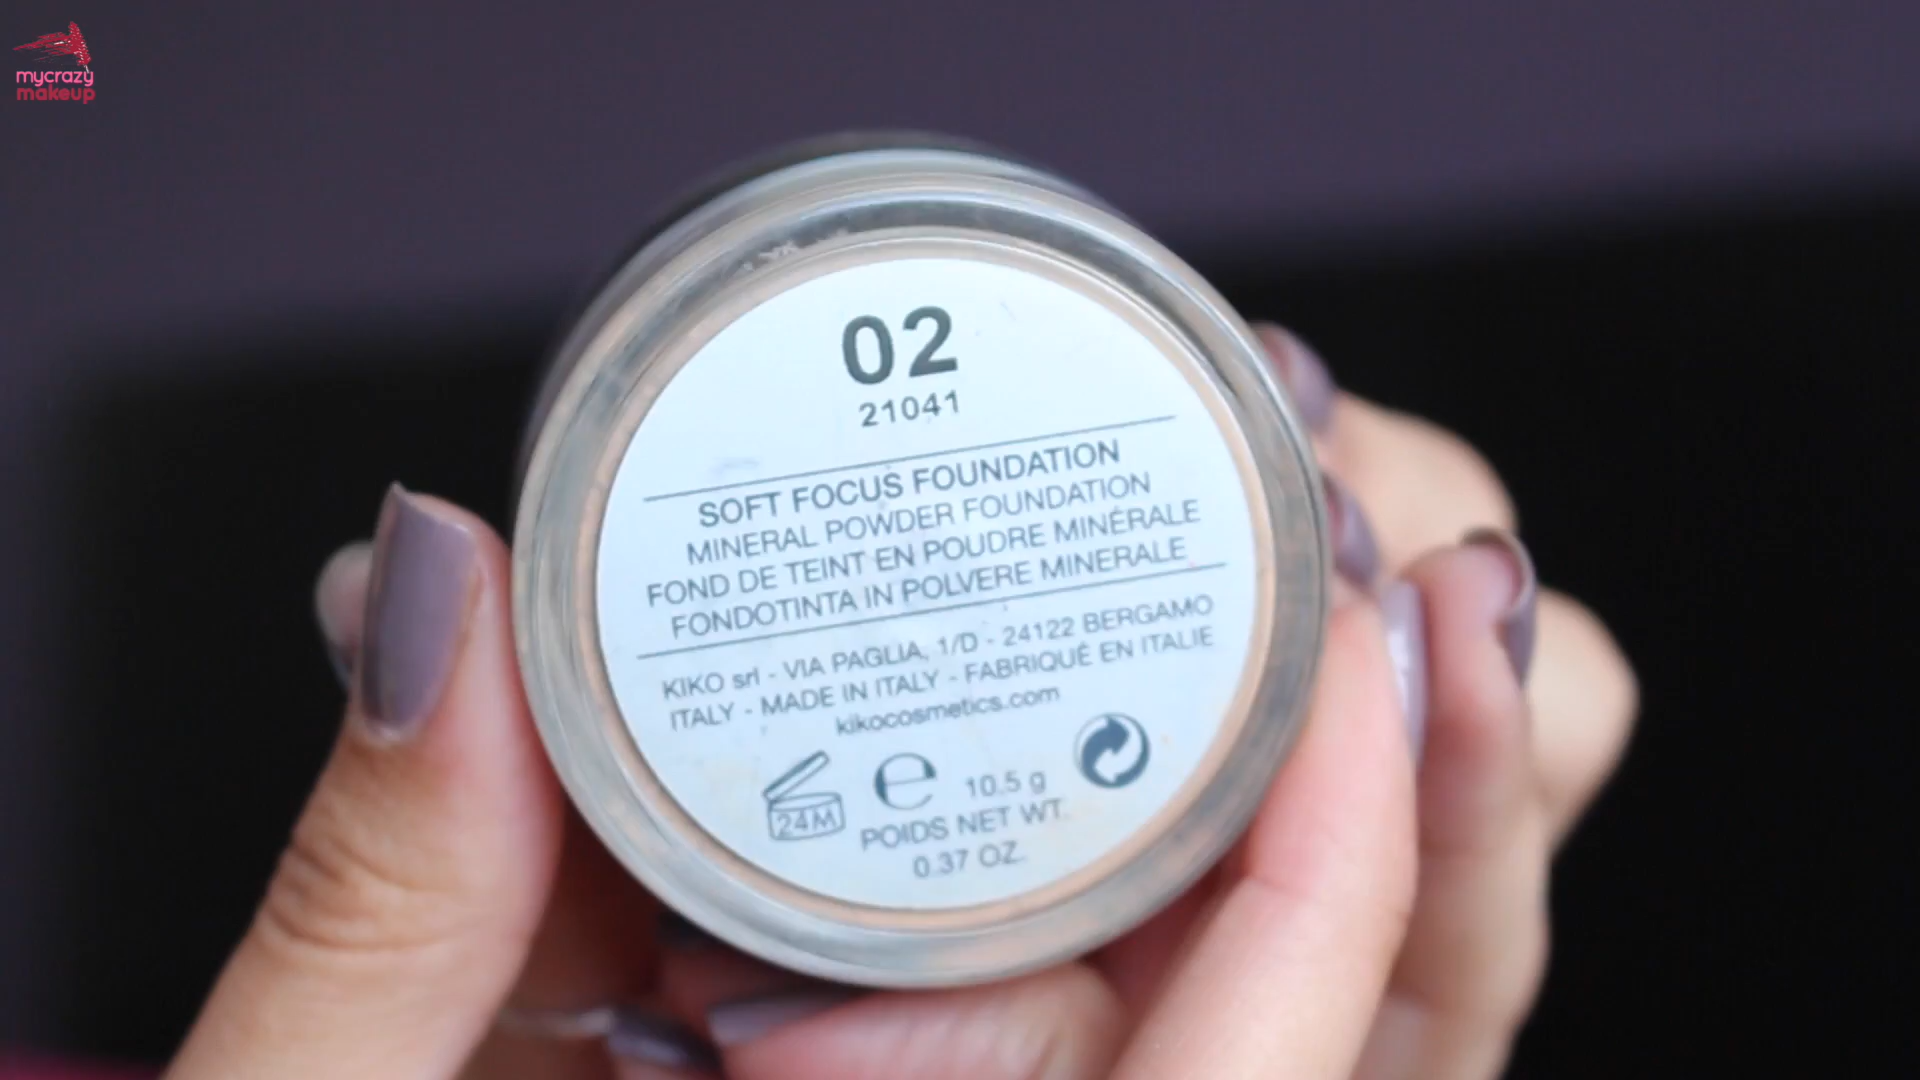 mycrazy
makeup
02
21041
SOFT FOCUS FOUNDATION
MINERAL POWDER FOUNDATION
FOND DE TEINT EN POUDRE MINÉRALE
FONDOTINTA IN POLVERE MINERALE
KIKO srl - VIA PAGLIA, 1/D - 24122 BERGAMO
ITALY - MADE IN ITALY - FABRIQUÉ EN ITALIE
kikocosmetics.com
24M
e 10.5 g
POIDS NET WT.
0.37 OZ.